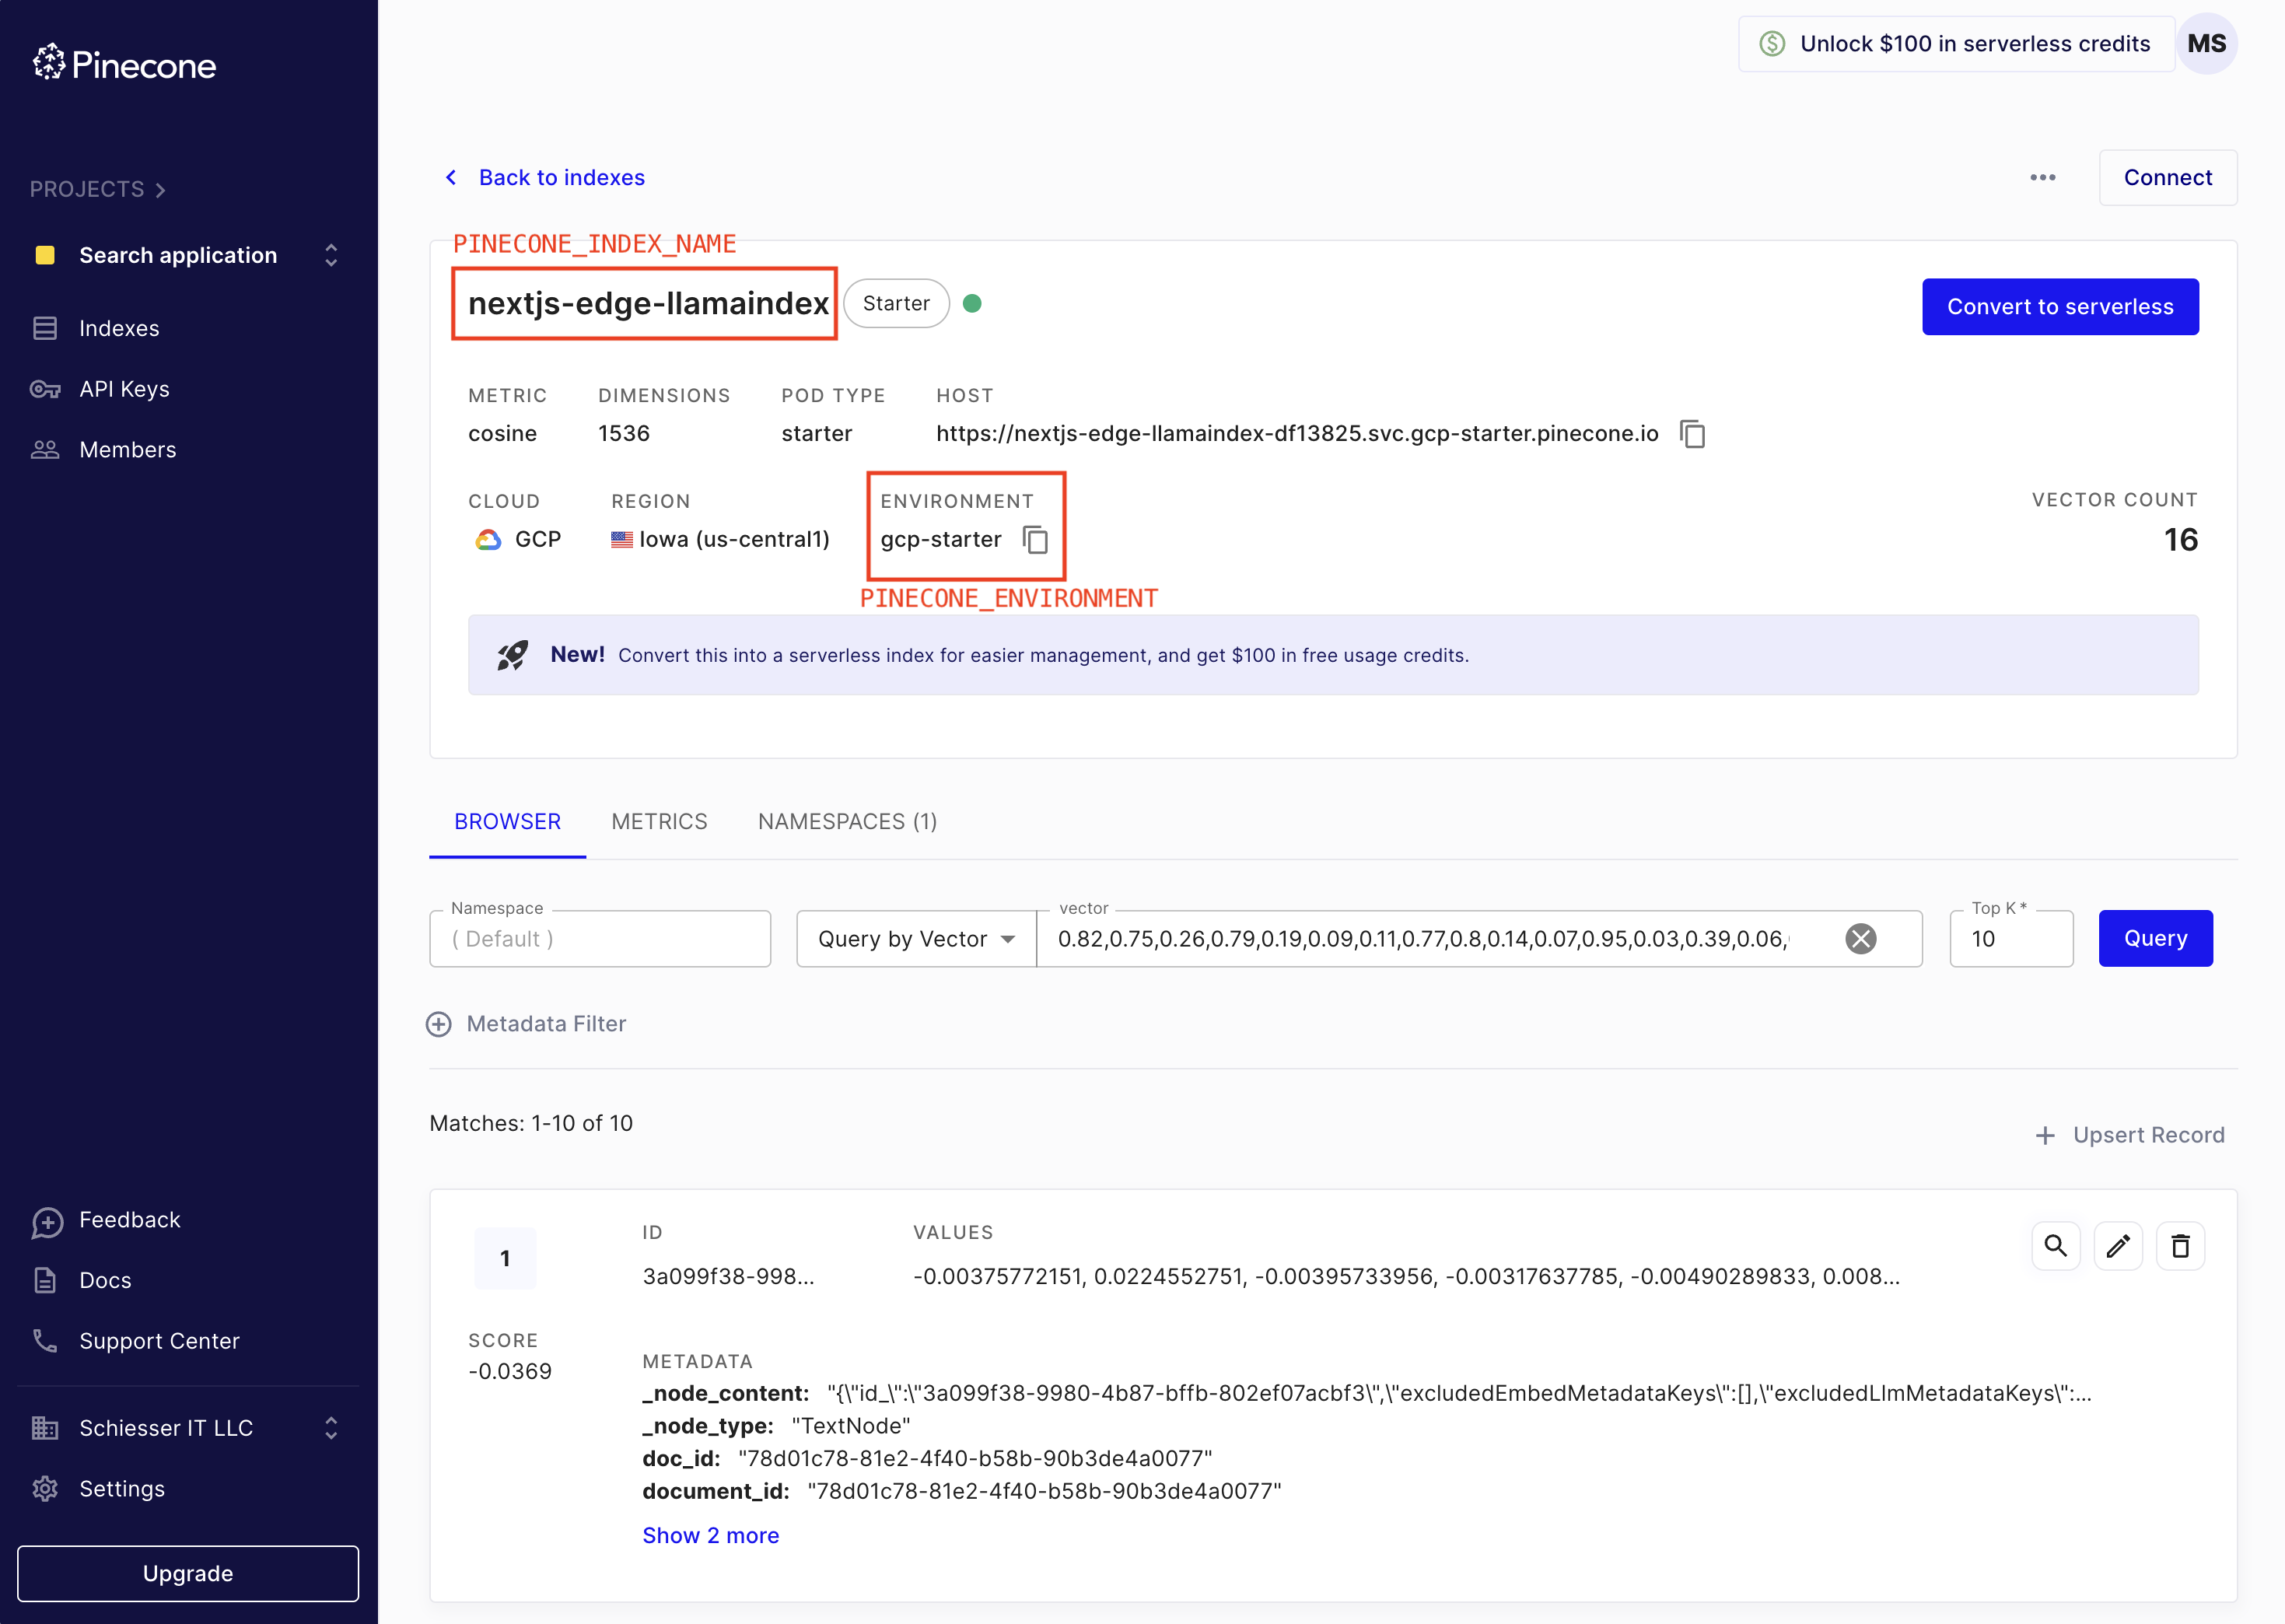 Pinecone
Unlock $100 in serverless credits
MS
PROJECTS
Search application
Indexes
API Keys
Members
Back to indexes
Connect
PINECONE_INDEX_NAME
nextjs-edge-llamaindex
Starter
Convert to serverless
METRIC DIMENSIONS POD TYPE HOST
cosine 1536 starter https://nextjs-edge-llamaindex-df13825.svc.gcp-starter.pinecone.io
CLOUD REGION ENVIRONMENT VECTOR COUNT
GCP Iowa (us-central1) gcp-starter 16
PINECONE_ENVIRONMENT
New! Convert this into a serverless index for easier management, and get $100 in free usage credits.
BROWSER METRICS NAMESPACES (1)
Namespace vector Top K *
( Default ) Query by Vector 0.82,0.75,0.26,0.79,0.19,0.09,0.11,0.77,0.8,0.14,0.07,0.95,0.03,0.39,0.06, 10 Query
Metadata Filter
Matches: 1-10 of 10
Upsert Record
1
ID VALUES
3a099f38-998... -0.00375772151, 0.0224552751, -0.00395733956, -0.00317637785, -0.00490289833, 0.008...
SCORE
-0.0369
METADATA
_node_content: "{\"id_\":\"3a099f38-9980-4b87-bffb-802ef07acbf3\",\"excludedEmbedMetadataKeys\":[],\"excludedLlmMetadataKeys\":...
_node_type: "TextNode"
doc_id: "78d01c78-81e2-4f40-b58b-90b3de4a0077"
document_id: "78d01c78-81e2-4f40-b58b-90b3de4a0077"
Show 2 more
Feedback
Docs
Support Center
Schiesser IT LLC
Settings
Upgrade